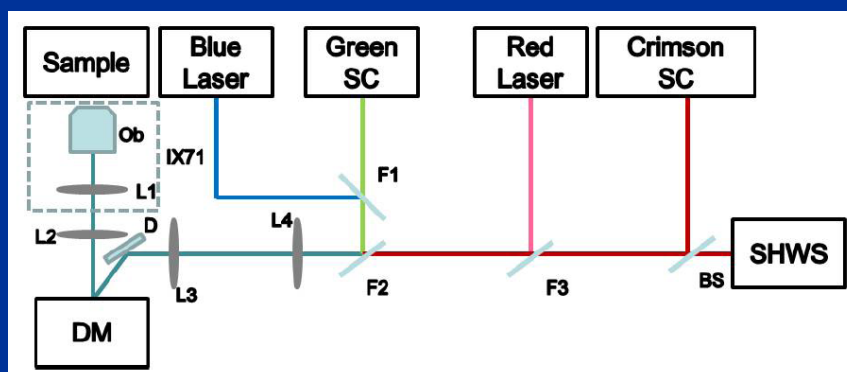 Sample
Blue
Laser
Green
SC
Red
Laser
Crimson
SC
Ob
IX71
L1
F1
L2
D
L4
L3
F2
F3
BS
SHWS
DM